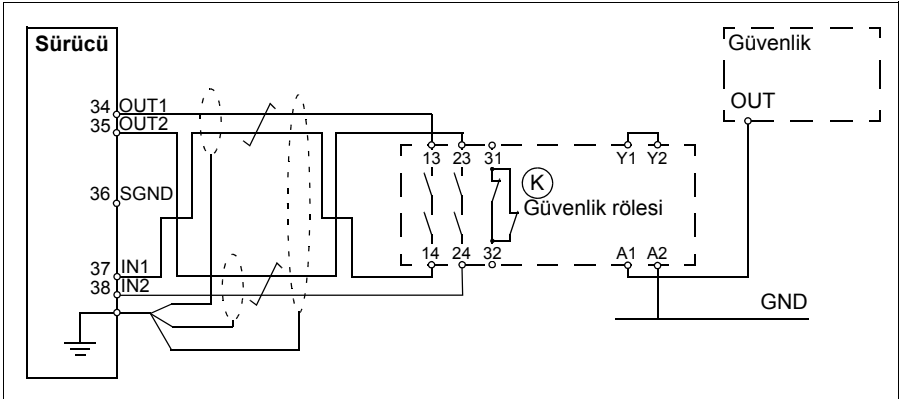 Sürücü
34 OUT1
35 OUT2
36 SGND
37 IN1
38 IN2
13 23 31
14 24 32
K
Güvenlik rölesi
Y1 Y2
A1 A2
Güvenlik
OUT
GND